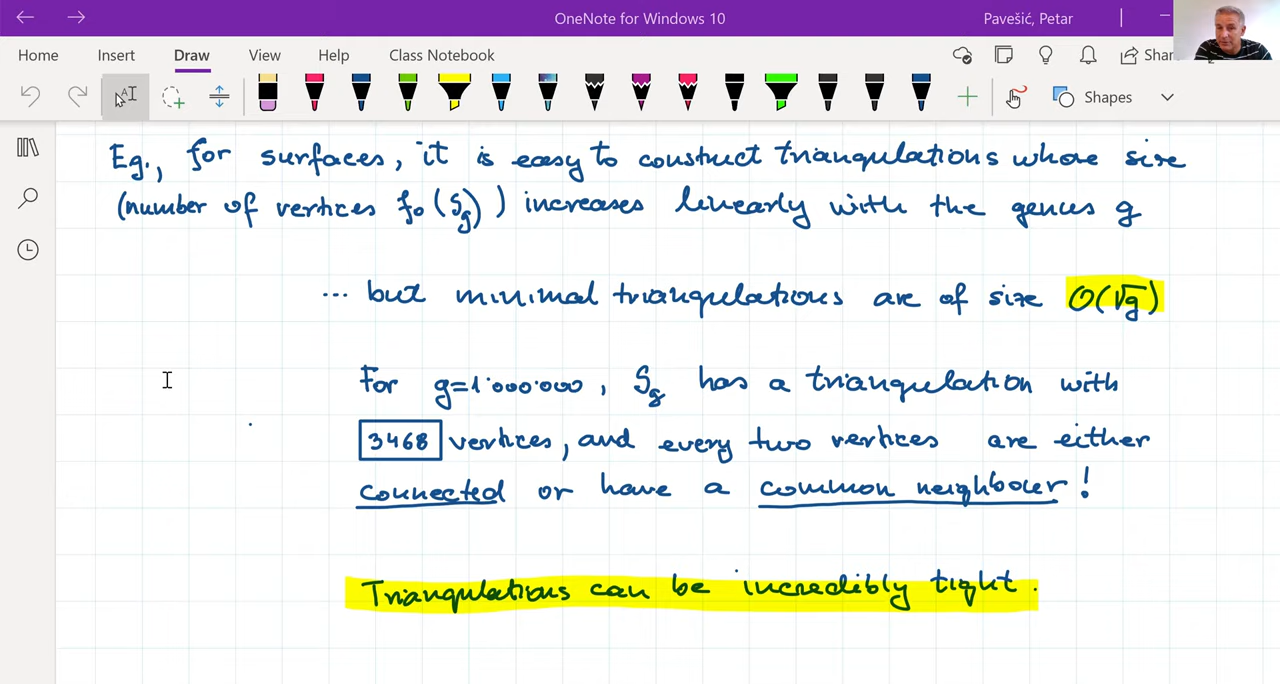 OneNote for Windows 10
Pavešić, Petar
Home Insert Draw View Help Class Notebook
Shar
Shapes
Eg., for surfaces, it is easy to construct triangulations whose size
(number of vertices f₀(S_g)) increases linearly with the genus g
... but minimal triangulations are of size O(√g)
For g=1'000'000, S_g has a triangulation with
3468 vertices, and every two vertices are either
connected or have a common neighbour!
Triangulations can be incredibly tight.